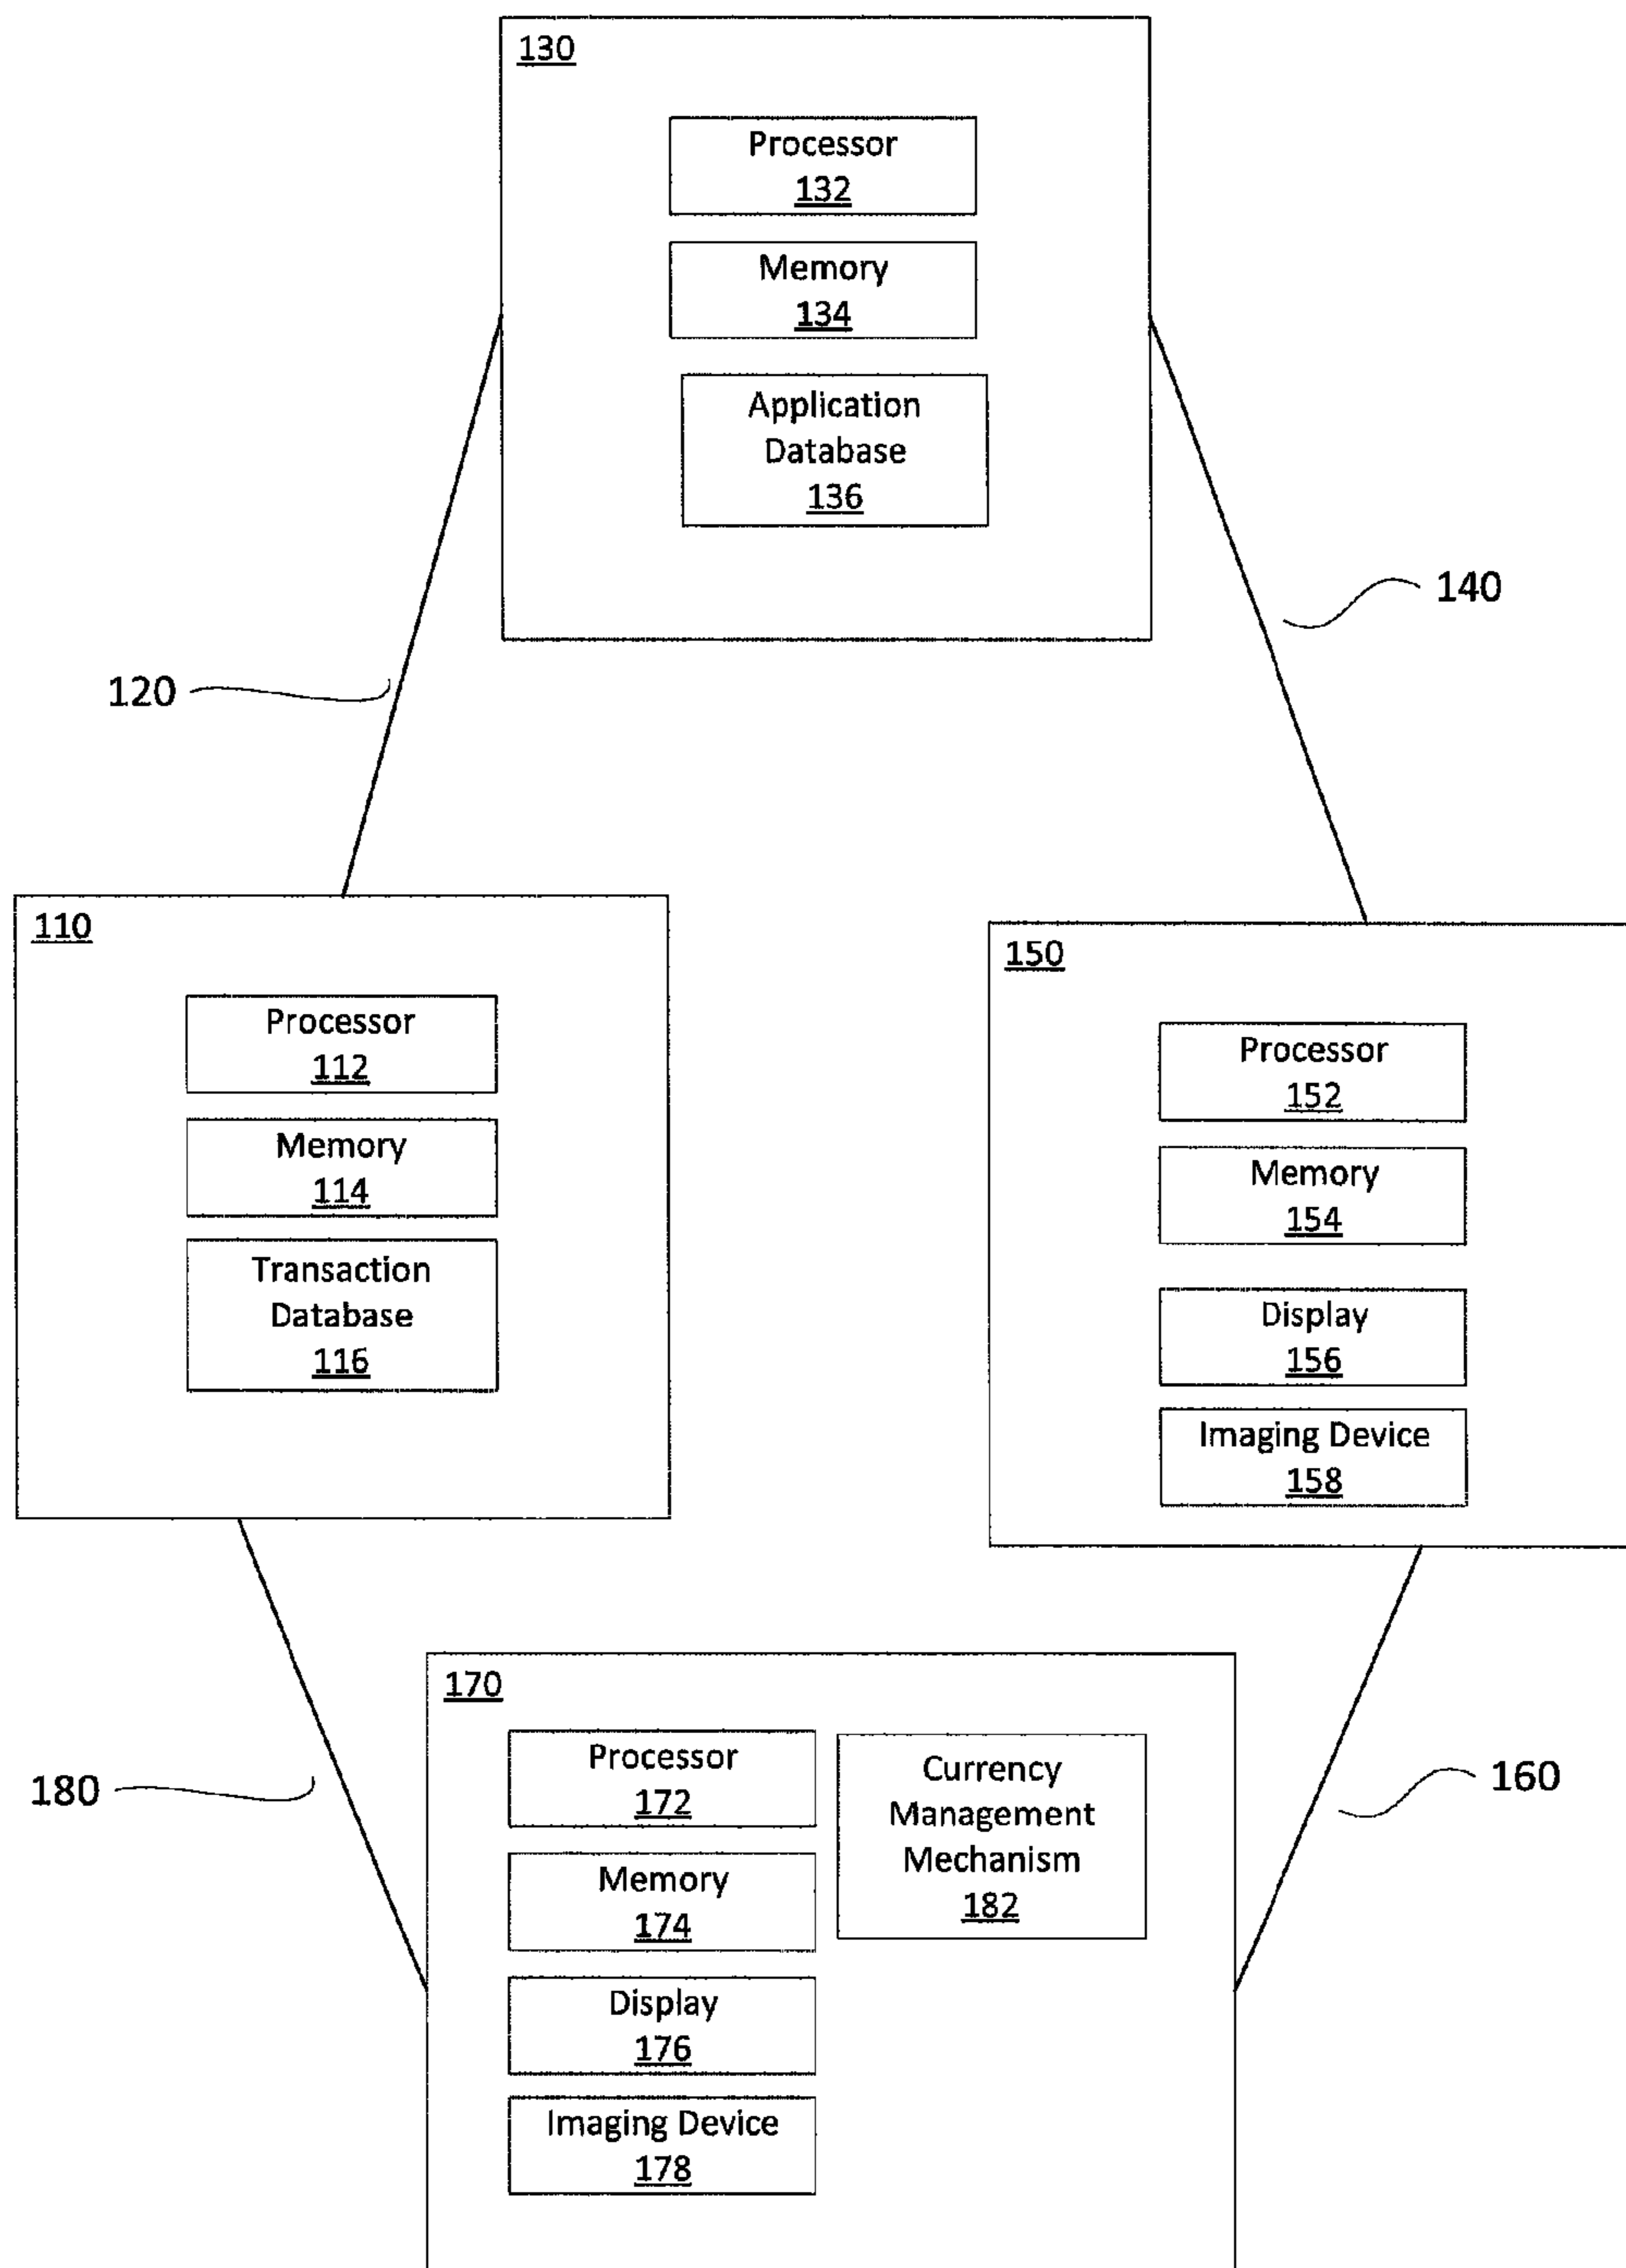 130
Processor
132
Memory
134
Application
Database
136
140
120
110
Processor
112
Memory
114
Transaction
Database
116
150
Processor
152
Memory
154
Display
156
Imaging Device
158
170
Processor
172
Memory
174
Display
176
Imaging Device
178
Currency
Management
Mechanism
182
180
160